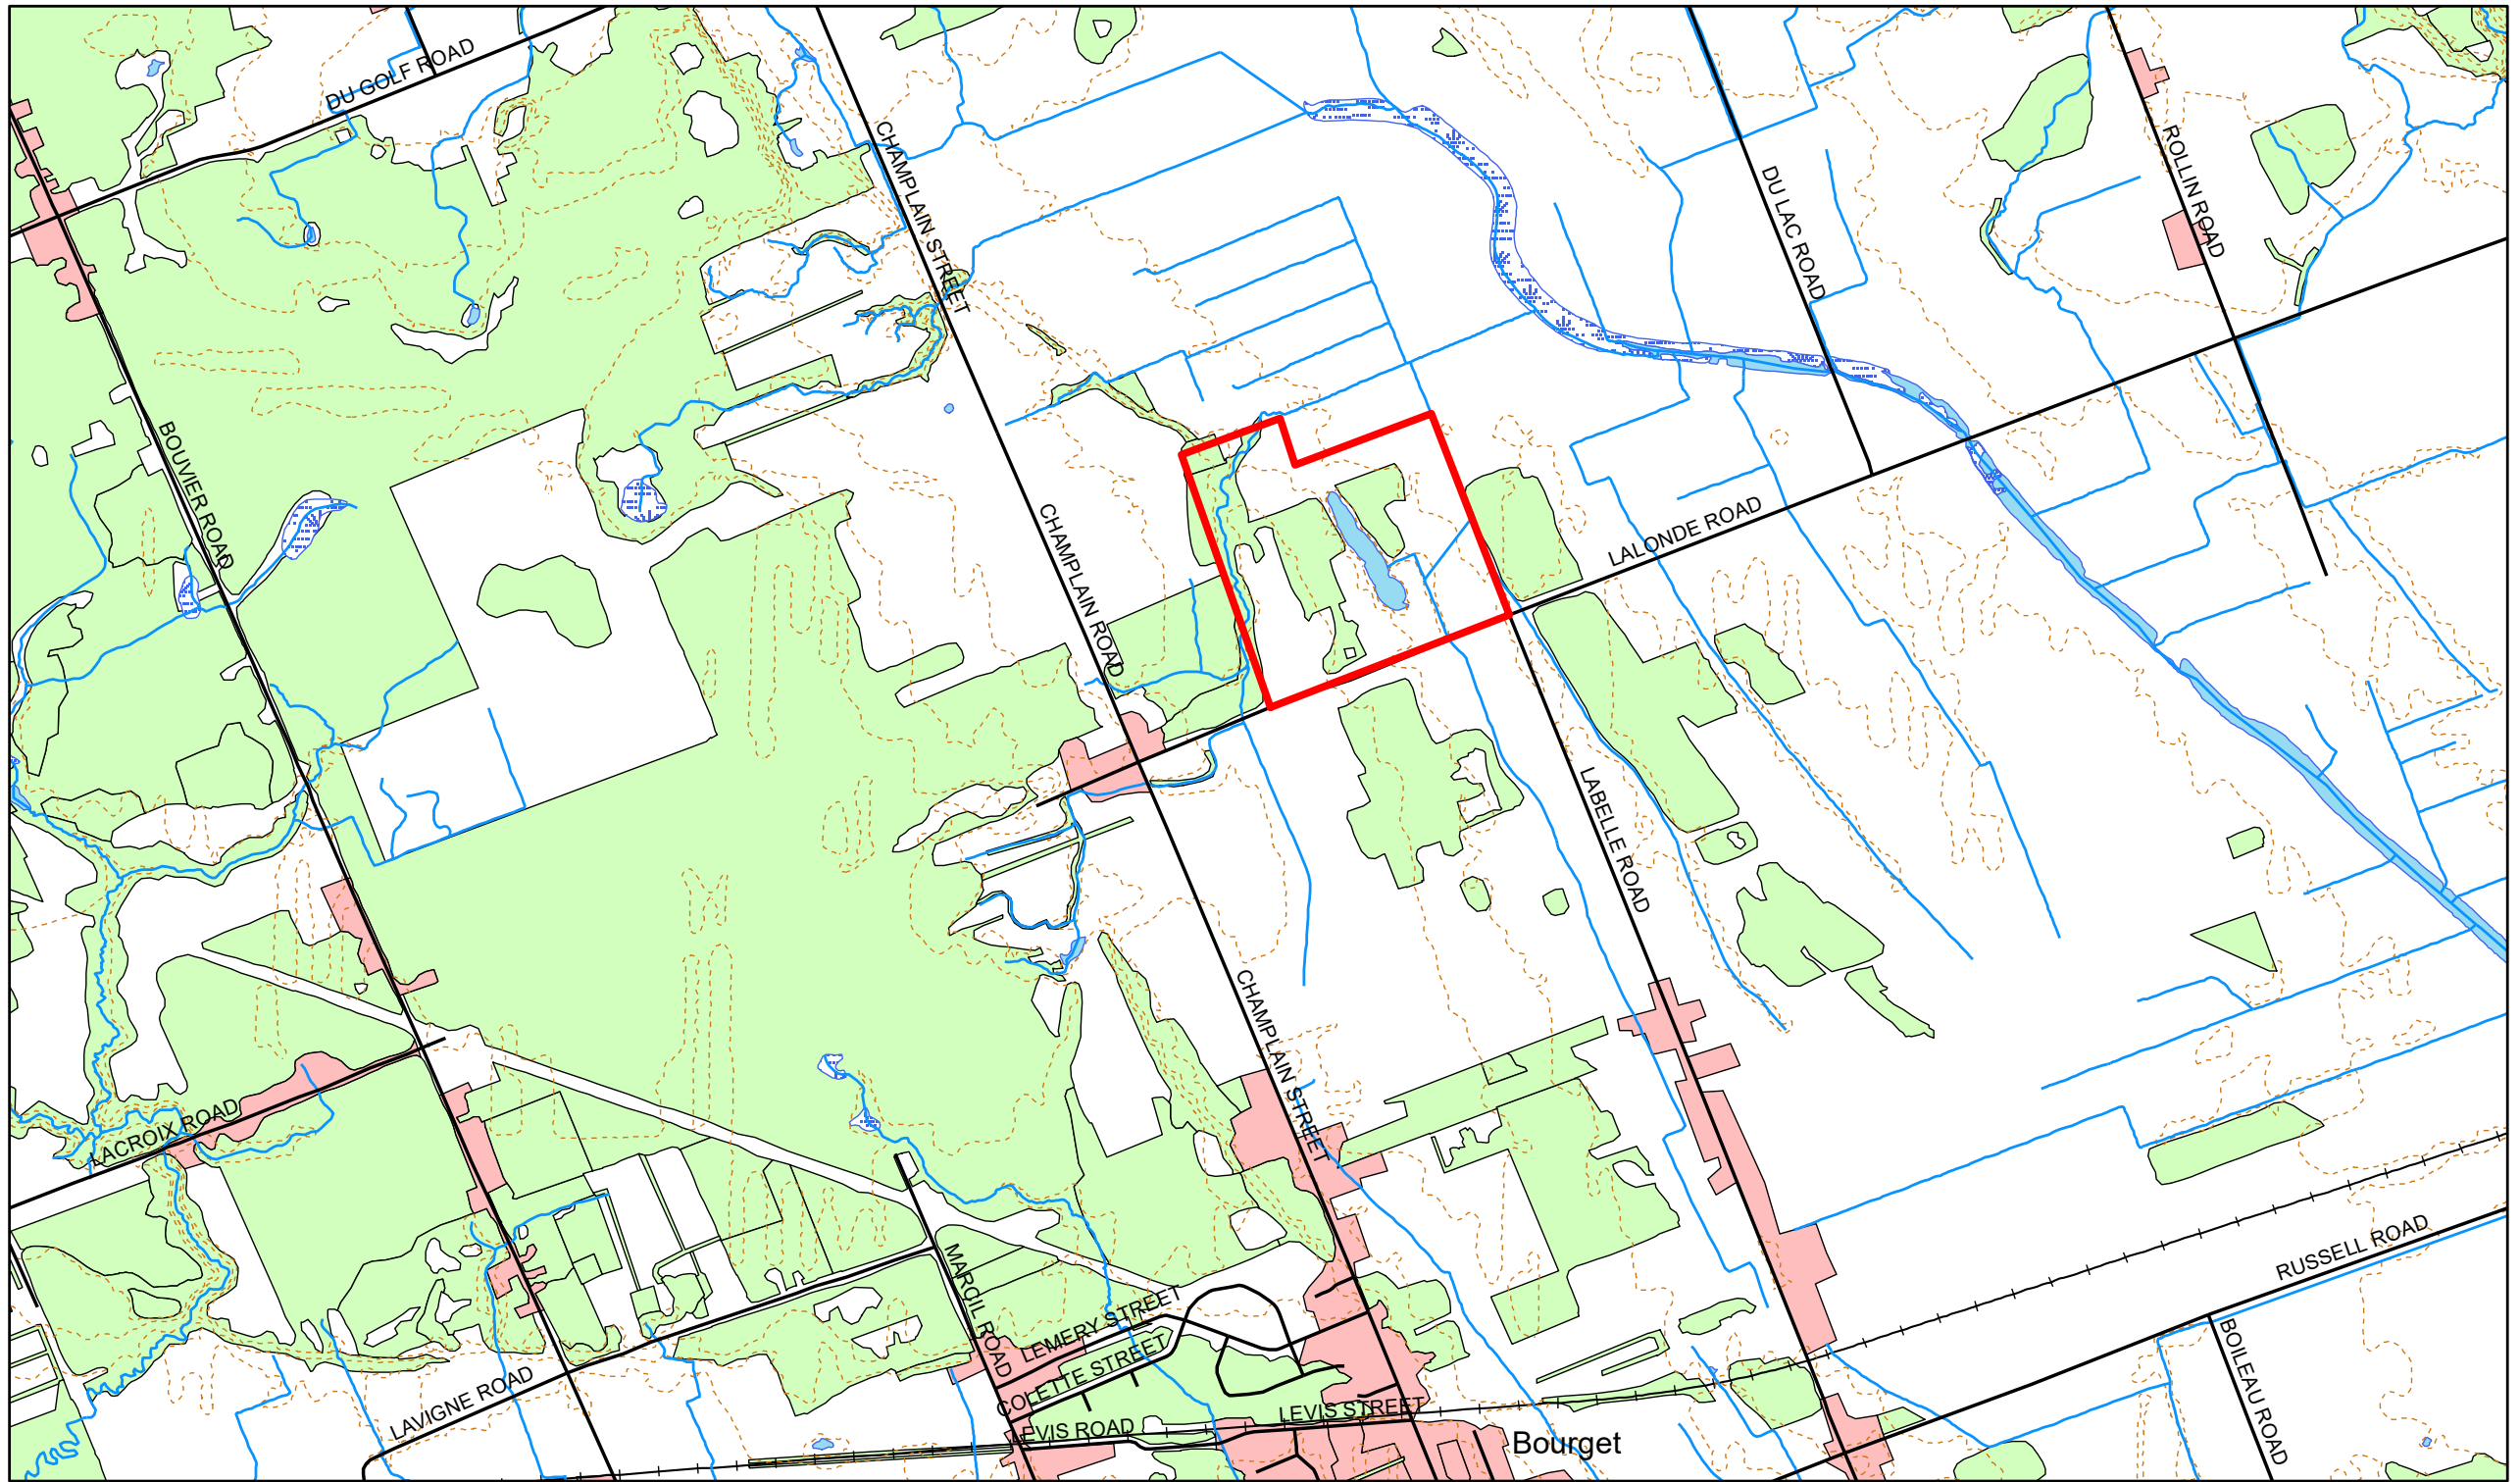 DU GOLF ROAD
CHAMPLAIN STREET
ROLLIN ROAD
DU LAC ROAD
BOUVIER ROAD
CHAMPLAIN ROAD
LALONDE ROAD
LABELLE ROAD
CHAMPLAIN STREET
LACROIX ROAD
RUSSELL ROAD
MARCIL ROAD
LEMERY STREET
COLETTE STREET
BOILEAU ROAD
LAVIGNE ROAD
LEVIS STREET
LEVIS ROAD
Bourget